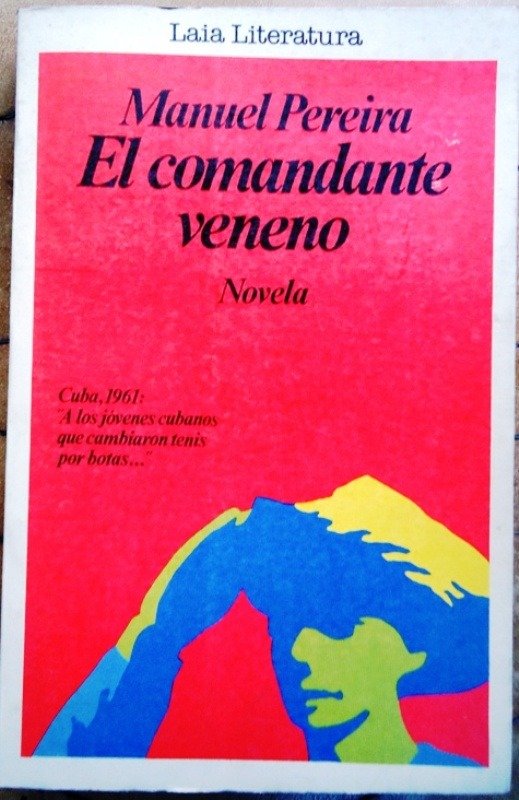 Laia Literatura
Manuel Pereira
El comandante
veneno
Novela
Cuba, 1961:
"A los jóvenes cubanos
que cambiaron tenis
por botas..."